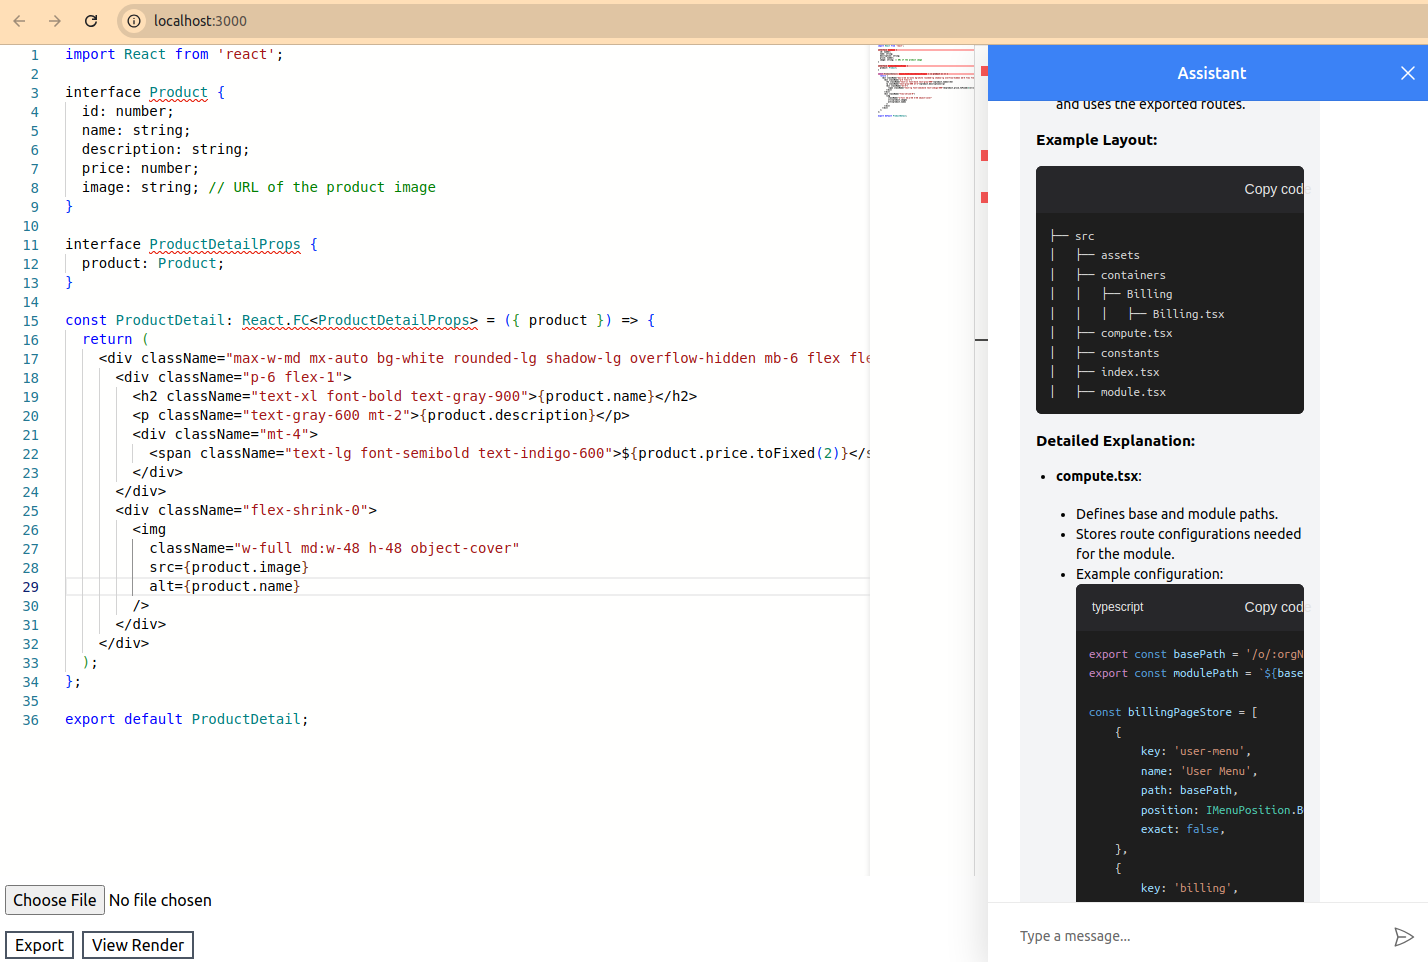 localhost:3000
1 import React from 'react';
2
3 interface Product {
4 id: number;
5 name: string;
6 description: string;
7 price: number;
8 image: string; // URL of the product image
9 }
10
11 interface ProductDetailProps {
12 product: Product;
13 }
14
15 const ProductDetail: React.FC<ProductDetailProps> = ({ product }) => {
16 return (
17 <div className="max-w-md mx-auto bg-white rounded-lg shadow-lg overflow-hidden mb-6 flex fle
18 <div className="p-6 flex-1">
19 <h2 className="text-xl font-bold text-gray-900">{product.name}</h2>
20 <p className="text-gray-600 mt-2">{product.description}</p>
21 <div className="mt-4">
22 <span className="text-lg font-semibold text-indigo-600">${product.price.toFixed(2)}</s
23 </div>
24 </div>
25 <div className="flex-shrink-0">
26 <img
27 className="w-full md:w-48 h-48 object-cover"
28 src={product.image}
29 alt={product.name}
30 />
31 </div>
32 </div>
33 );
34 };
35
36 export default ProductDetail;
Choose File No file chosen
Export View Render
Assistant
and uses the exported routes.
Example Layout:
Copy code
├── src
│ ├── assets
│ ├── containers
│ │ ├── Billing
│ │ │ ├── Billing.tsx
│ ├── compute.tsx
│ ├── constants
│ ├── index.tsx
│ ├── module.tsx
Detailed Explanation:
• compute.tsx:
• Defines base and module paths.
• Stores route configurations needed
for the module.
• Example configuration:
typescript Copy code
export const basePath = '/o/:orgN
export const modulePath = `${base
const billingPageStore = [
{
key: 'user-menu',
name: 'User Menu',
path: basePath,
position: IMenuPosition.B
exact: false,
},
{
key: 'billing',
Type a message...